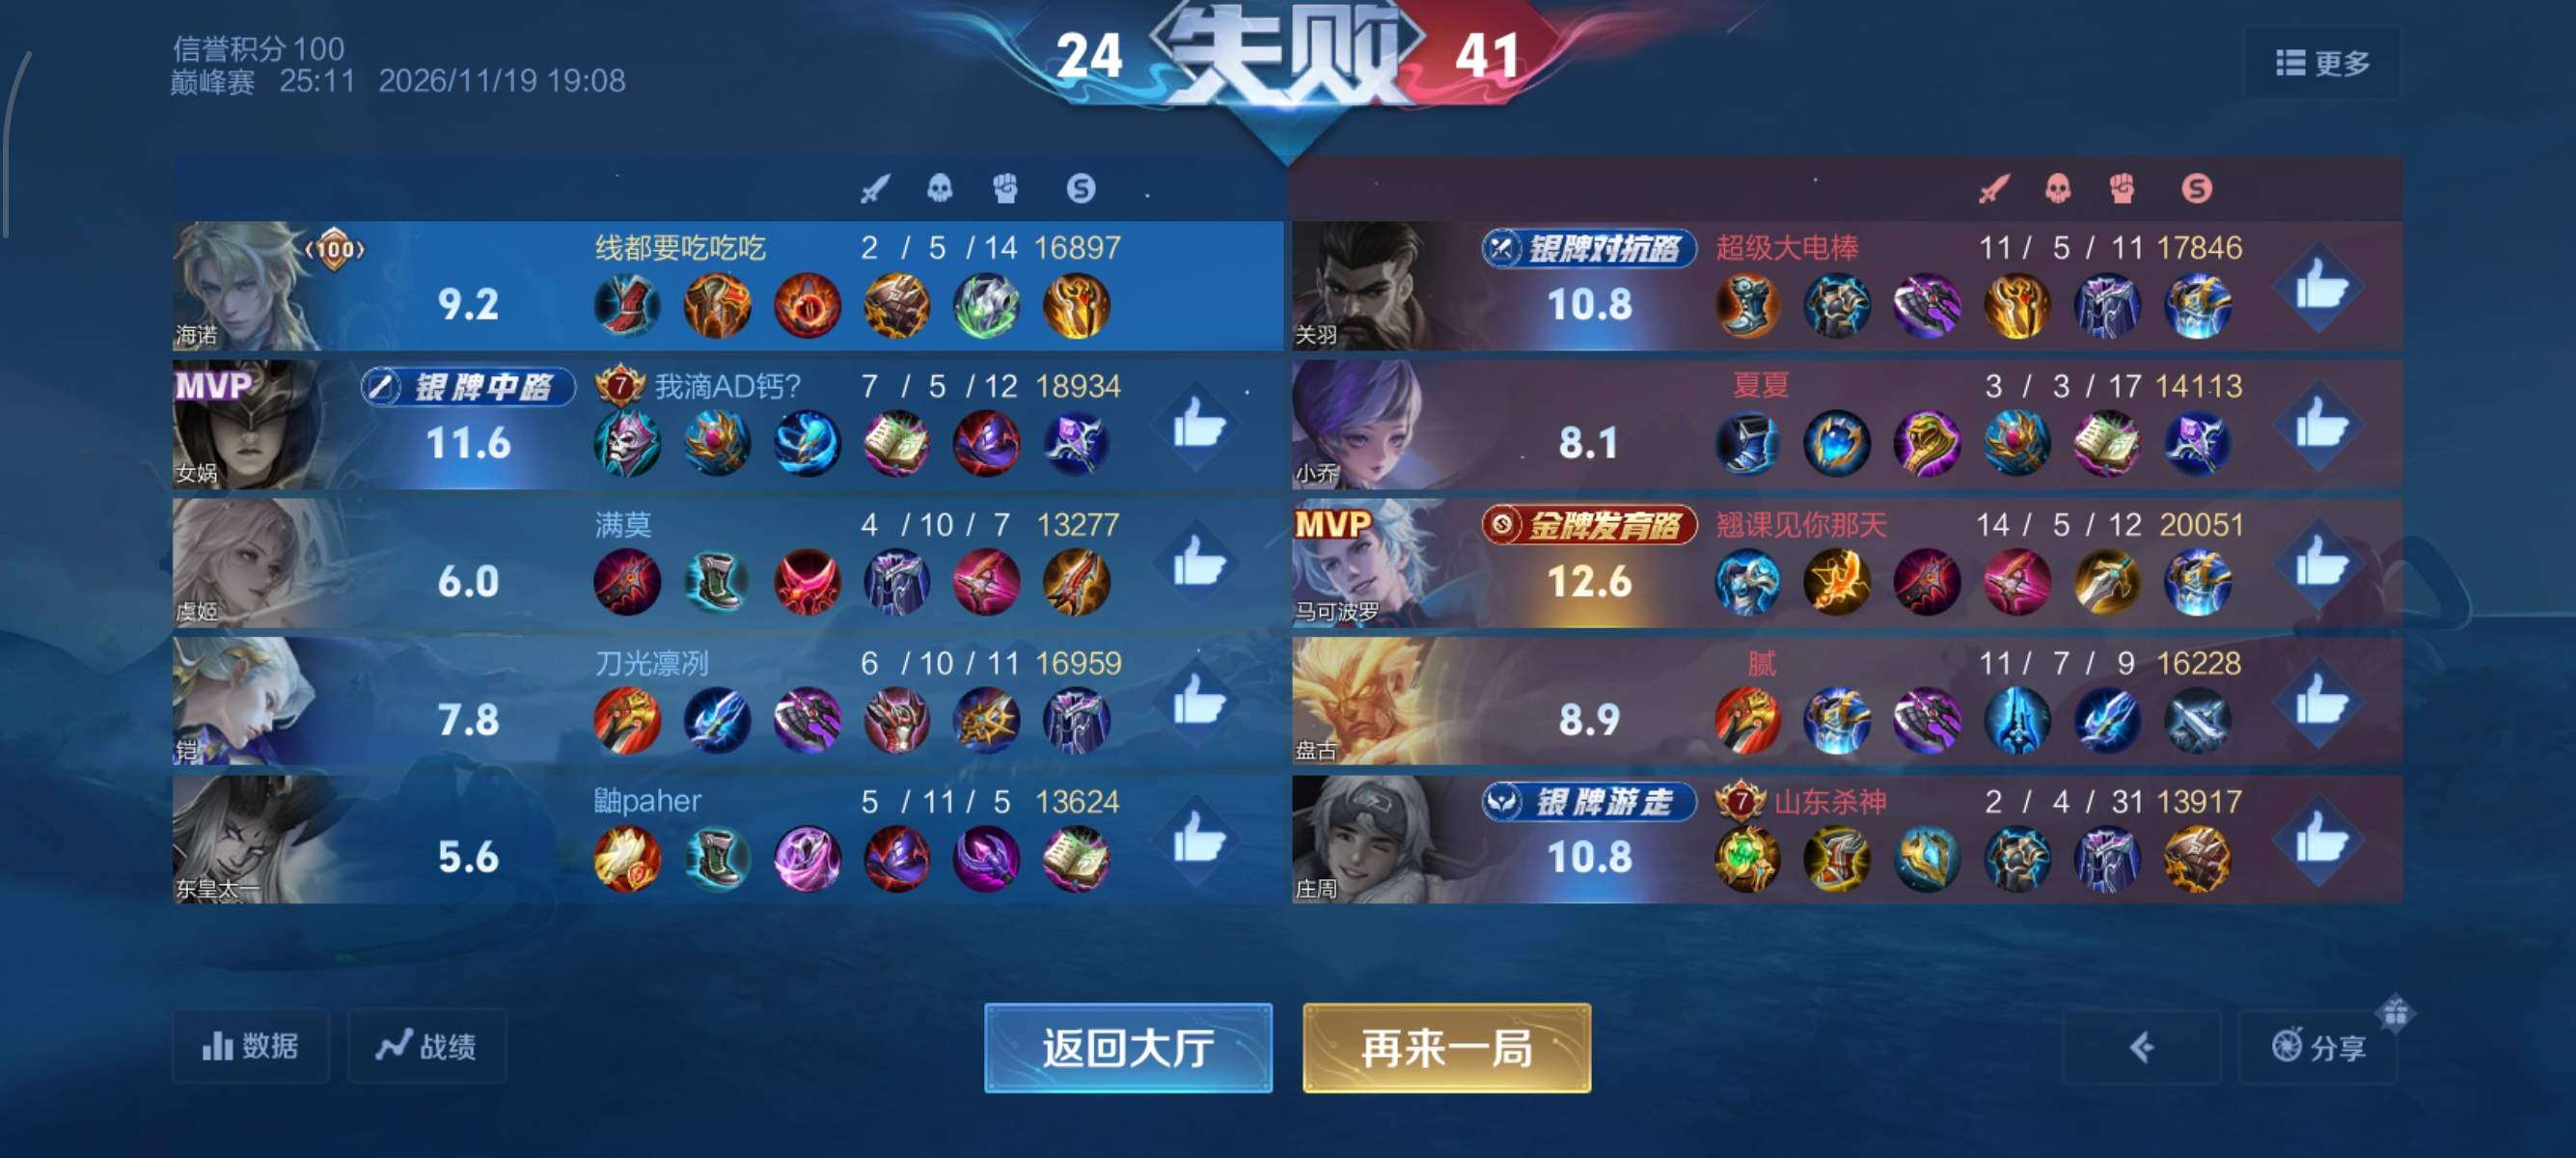 信誉积分 100
巅峰赛 25:11 2026/11/19 19:08
24 失败 41
更多
100
线都要吃吃吃 2 / 5 / 14 16897
9.2
海诺
MVP
银牌中路
7 我滴AD钙? 7 / 5 / 12 18934
11.6
女娲
满莫 4 / 10 / 7 13277
6.0
虞姬
刀光凛冽 6 / 10 / 11 16959
7.8
铠
鼬paher 5 / 11 / 5 13624
5.6
东皇太一
银牌对抗路 超级大电棒 11 / 5 / 11 17846
10.8
关羽
夏夏 3 / 3 / 17 14113
8.1
小乔
MVP
金牌发育路 翘课见你那天 14 / 5 / 12 20051
12.6
马可波罗
腻 11 / 7 / 9 16228
8.9
盘古
银牌游走 7 山东杀神 2 / 4 / 31 13917
10.8
庄周
数据 战绩 返回大厅 再来一局 分享